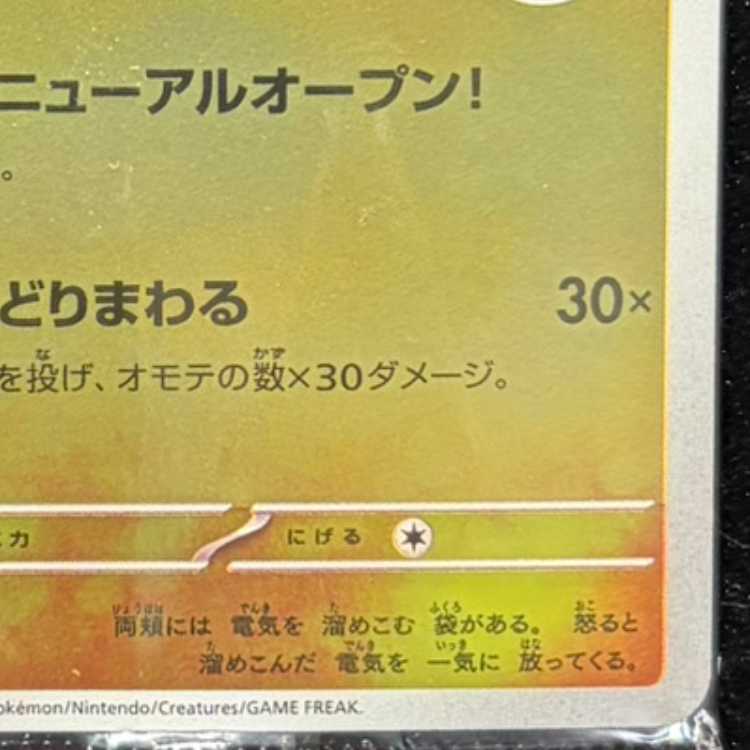 ニューアルオープン!
。
どりまわる 30×
を投げ、オモテの数×30ダメージ。
力 にげる
両頬には 電気を 溜めこむ 袋がある。 怒ると
溜めこんだ 電気を 一気に 放ってくる。
okémon/Nintendo/Creatures/GAME FREAK.